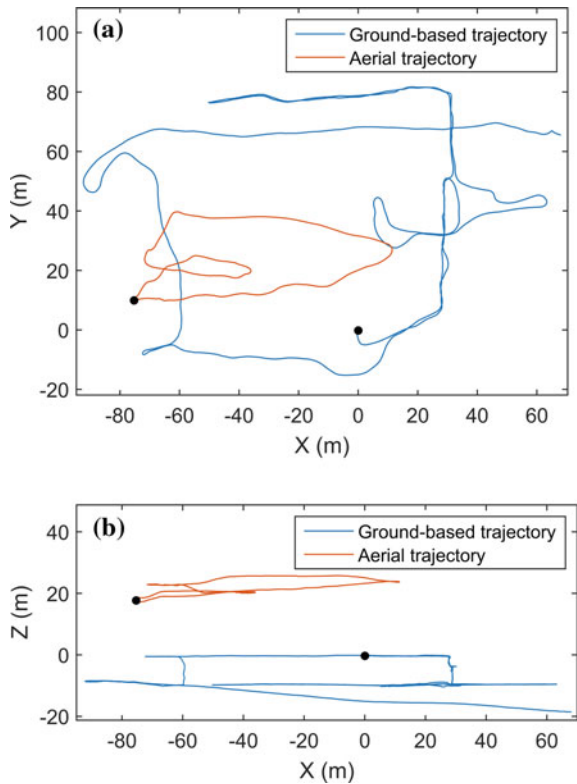 (a)
Ground-based trajectory
Aerial trajectory
100
80
60
40
20
0
-20
Y (m)
-80 -60 -40 -20 0 20 40 60
X (m)
(b)
Ground-based trajectory
Aerial trajectory
40
20
0
-20
Z (m)
-80 -60 -40 -20 0 20 40 60
X (m)